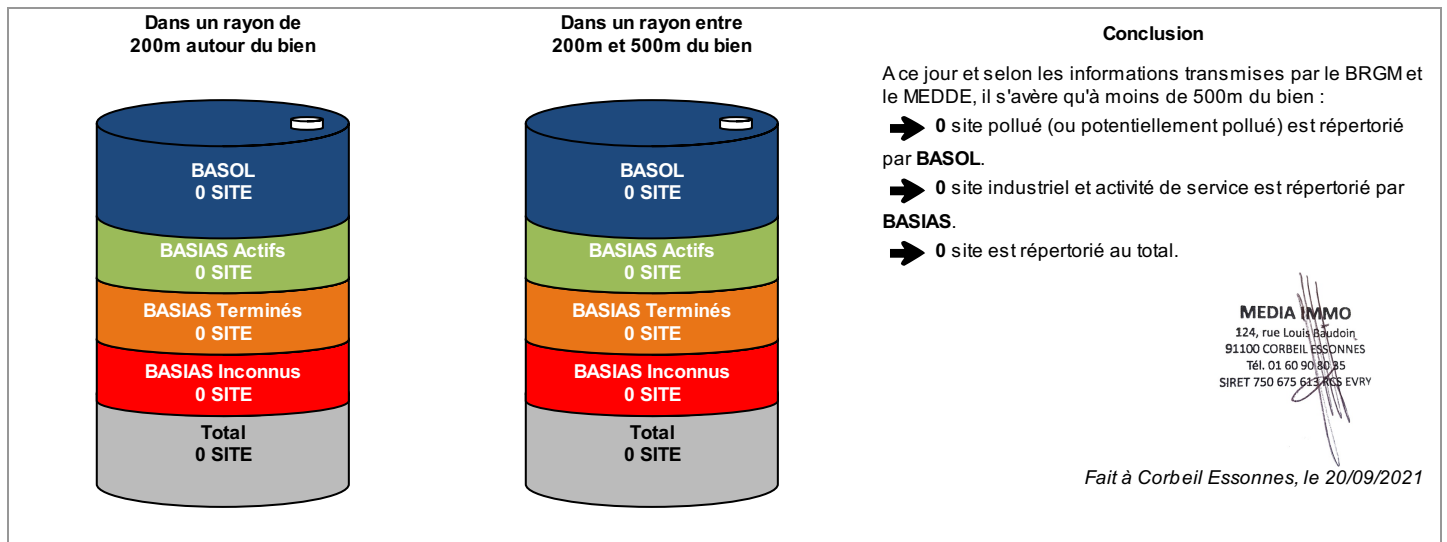 Dans un rayon de
200m autour du bien
BASOL
0 SITE
BASIAS Actifs
0 SITE
BASIAS Terminés
0 SITE
BASIAS Inconnus
0 SITE
Total
0 SITE
Dans un rayon entre
200m et 500m du bien
BASOL
0 SITE
BASIAS Actifs
0 SITE
BASIAS Terminés
0 SITE
BASIAS Inconnus
0 SITE
Total
0 SITE
Conclusion
A ce jour et selon les informations transmises par le BRGM et
le MEDDE, il s'avère qu'à moins de 500m du bien :
0 site pollué (ou potentiellement pollué) est répertorié
par BASOL.
0 site industriel et activité de service est répertorié par
BASIAS.
0 site est répertorié au total.
MEDIA IMMO
124, rue Louis Baudoin
91100 CORBEIL ESSONNES
Tél. 01 60 90 80 85
SIRET 750 675 613 RCS EVRY
Fait à Corbeil Essonnes, le 20/09/2021